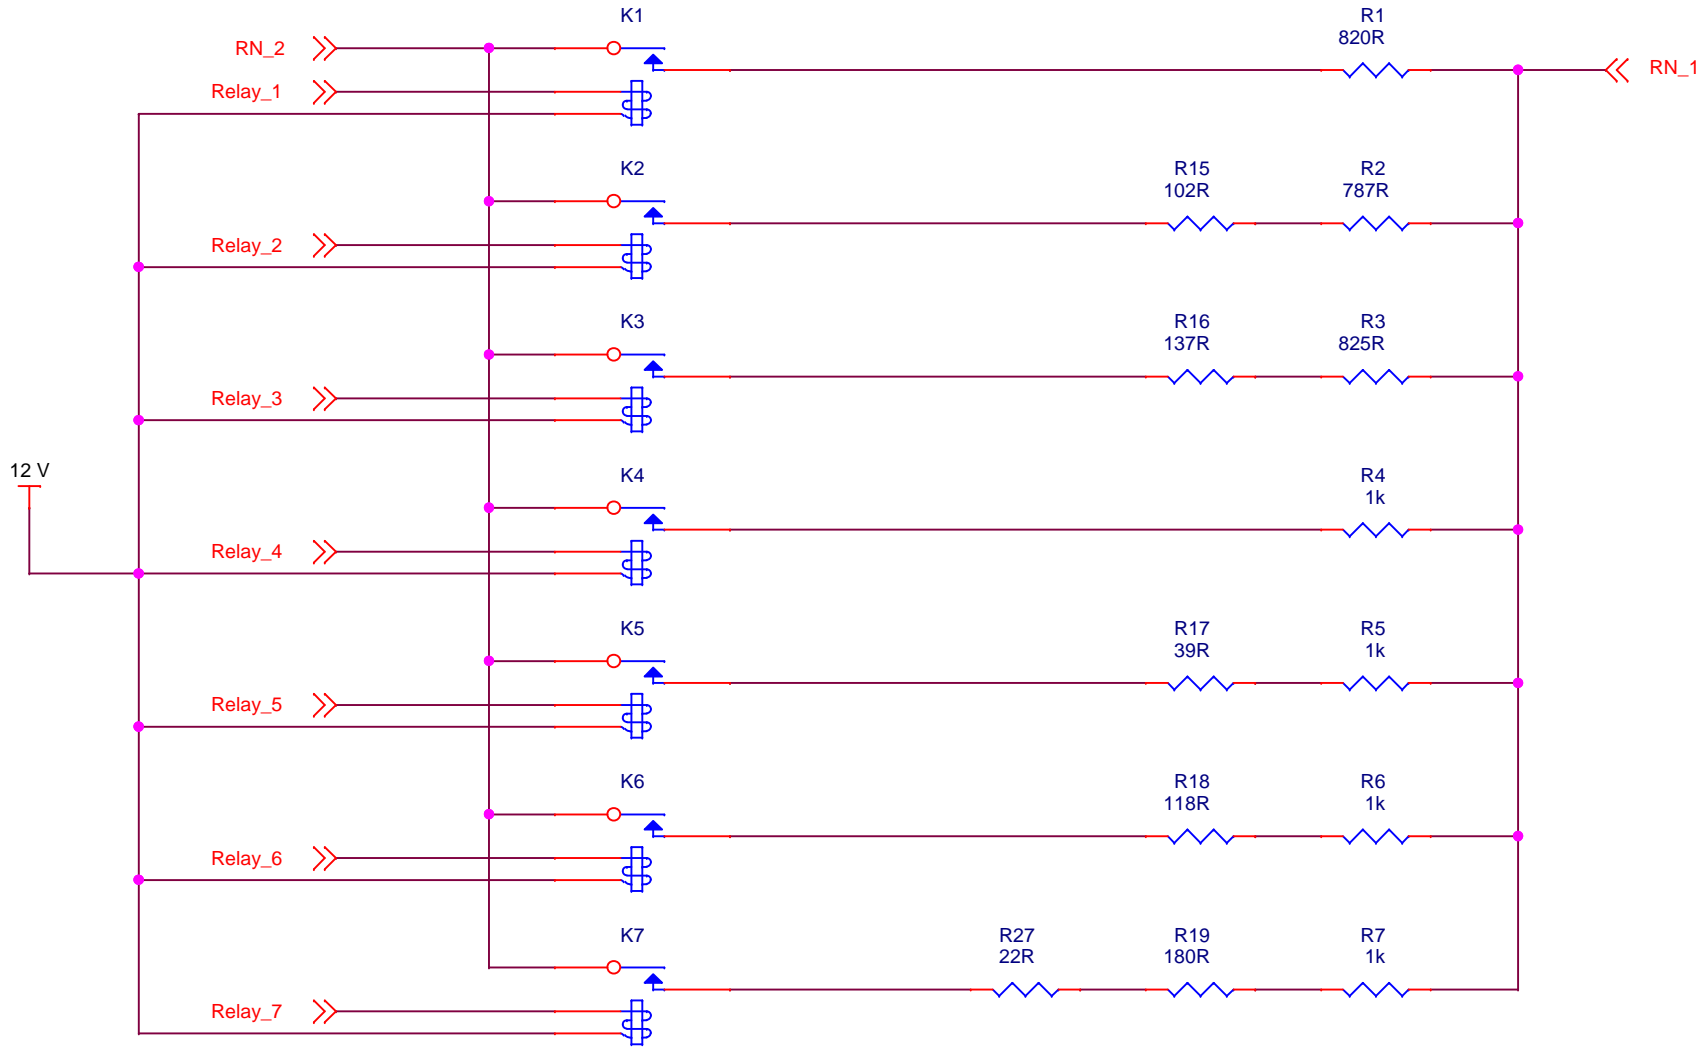 K1
R1
820R
RN_2
RN_1
Relay_1
K2
R15
R2
102R
787R
Relay_2
K3
R16
R3
137R
825R
Relay_3
12 V
K4
R4
1k
Relay_4
K5
R17
R5
39R
1k
Relay_5
K6
R18
R6
118R
1k
Relay_6
K7
R27
R19
R7
22R
180R
1k
Relay_7